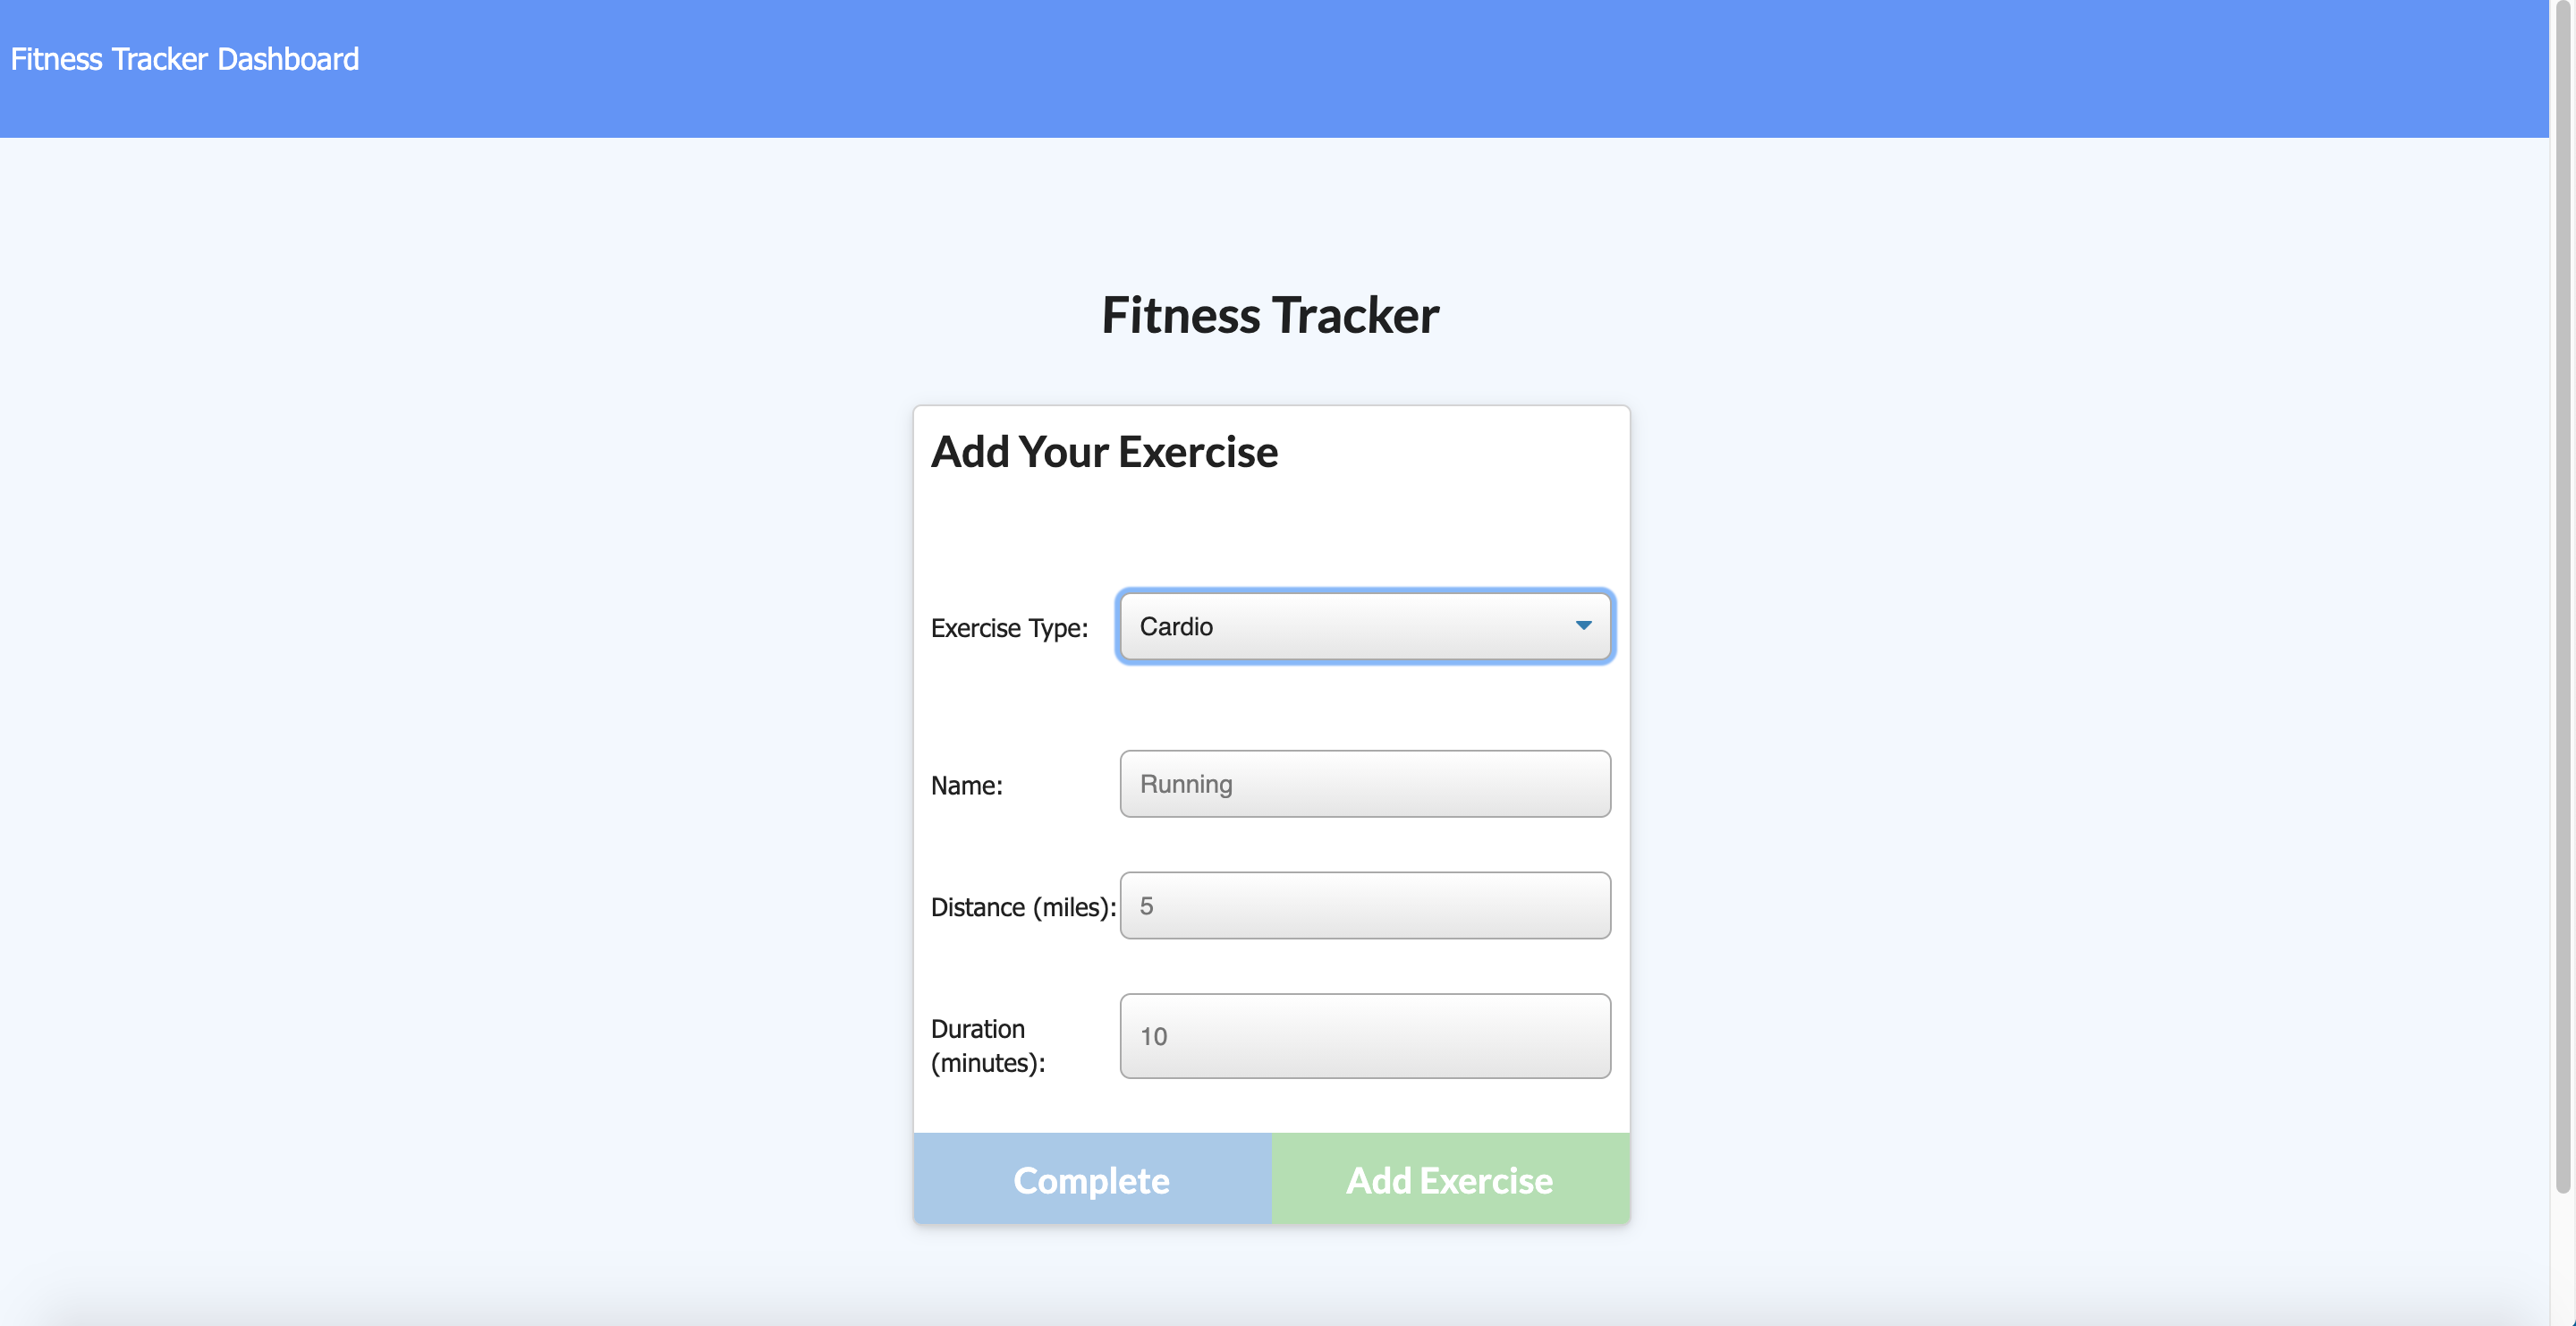 Fitness Tracker Dashboard
Fitness Tracker
Add Your Exercise
Exercise Type: Cardio
Name: Running
Distance (miles): 5
Duration (minutes): 10
Complete Add Exercise